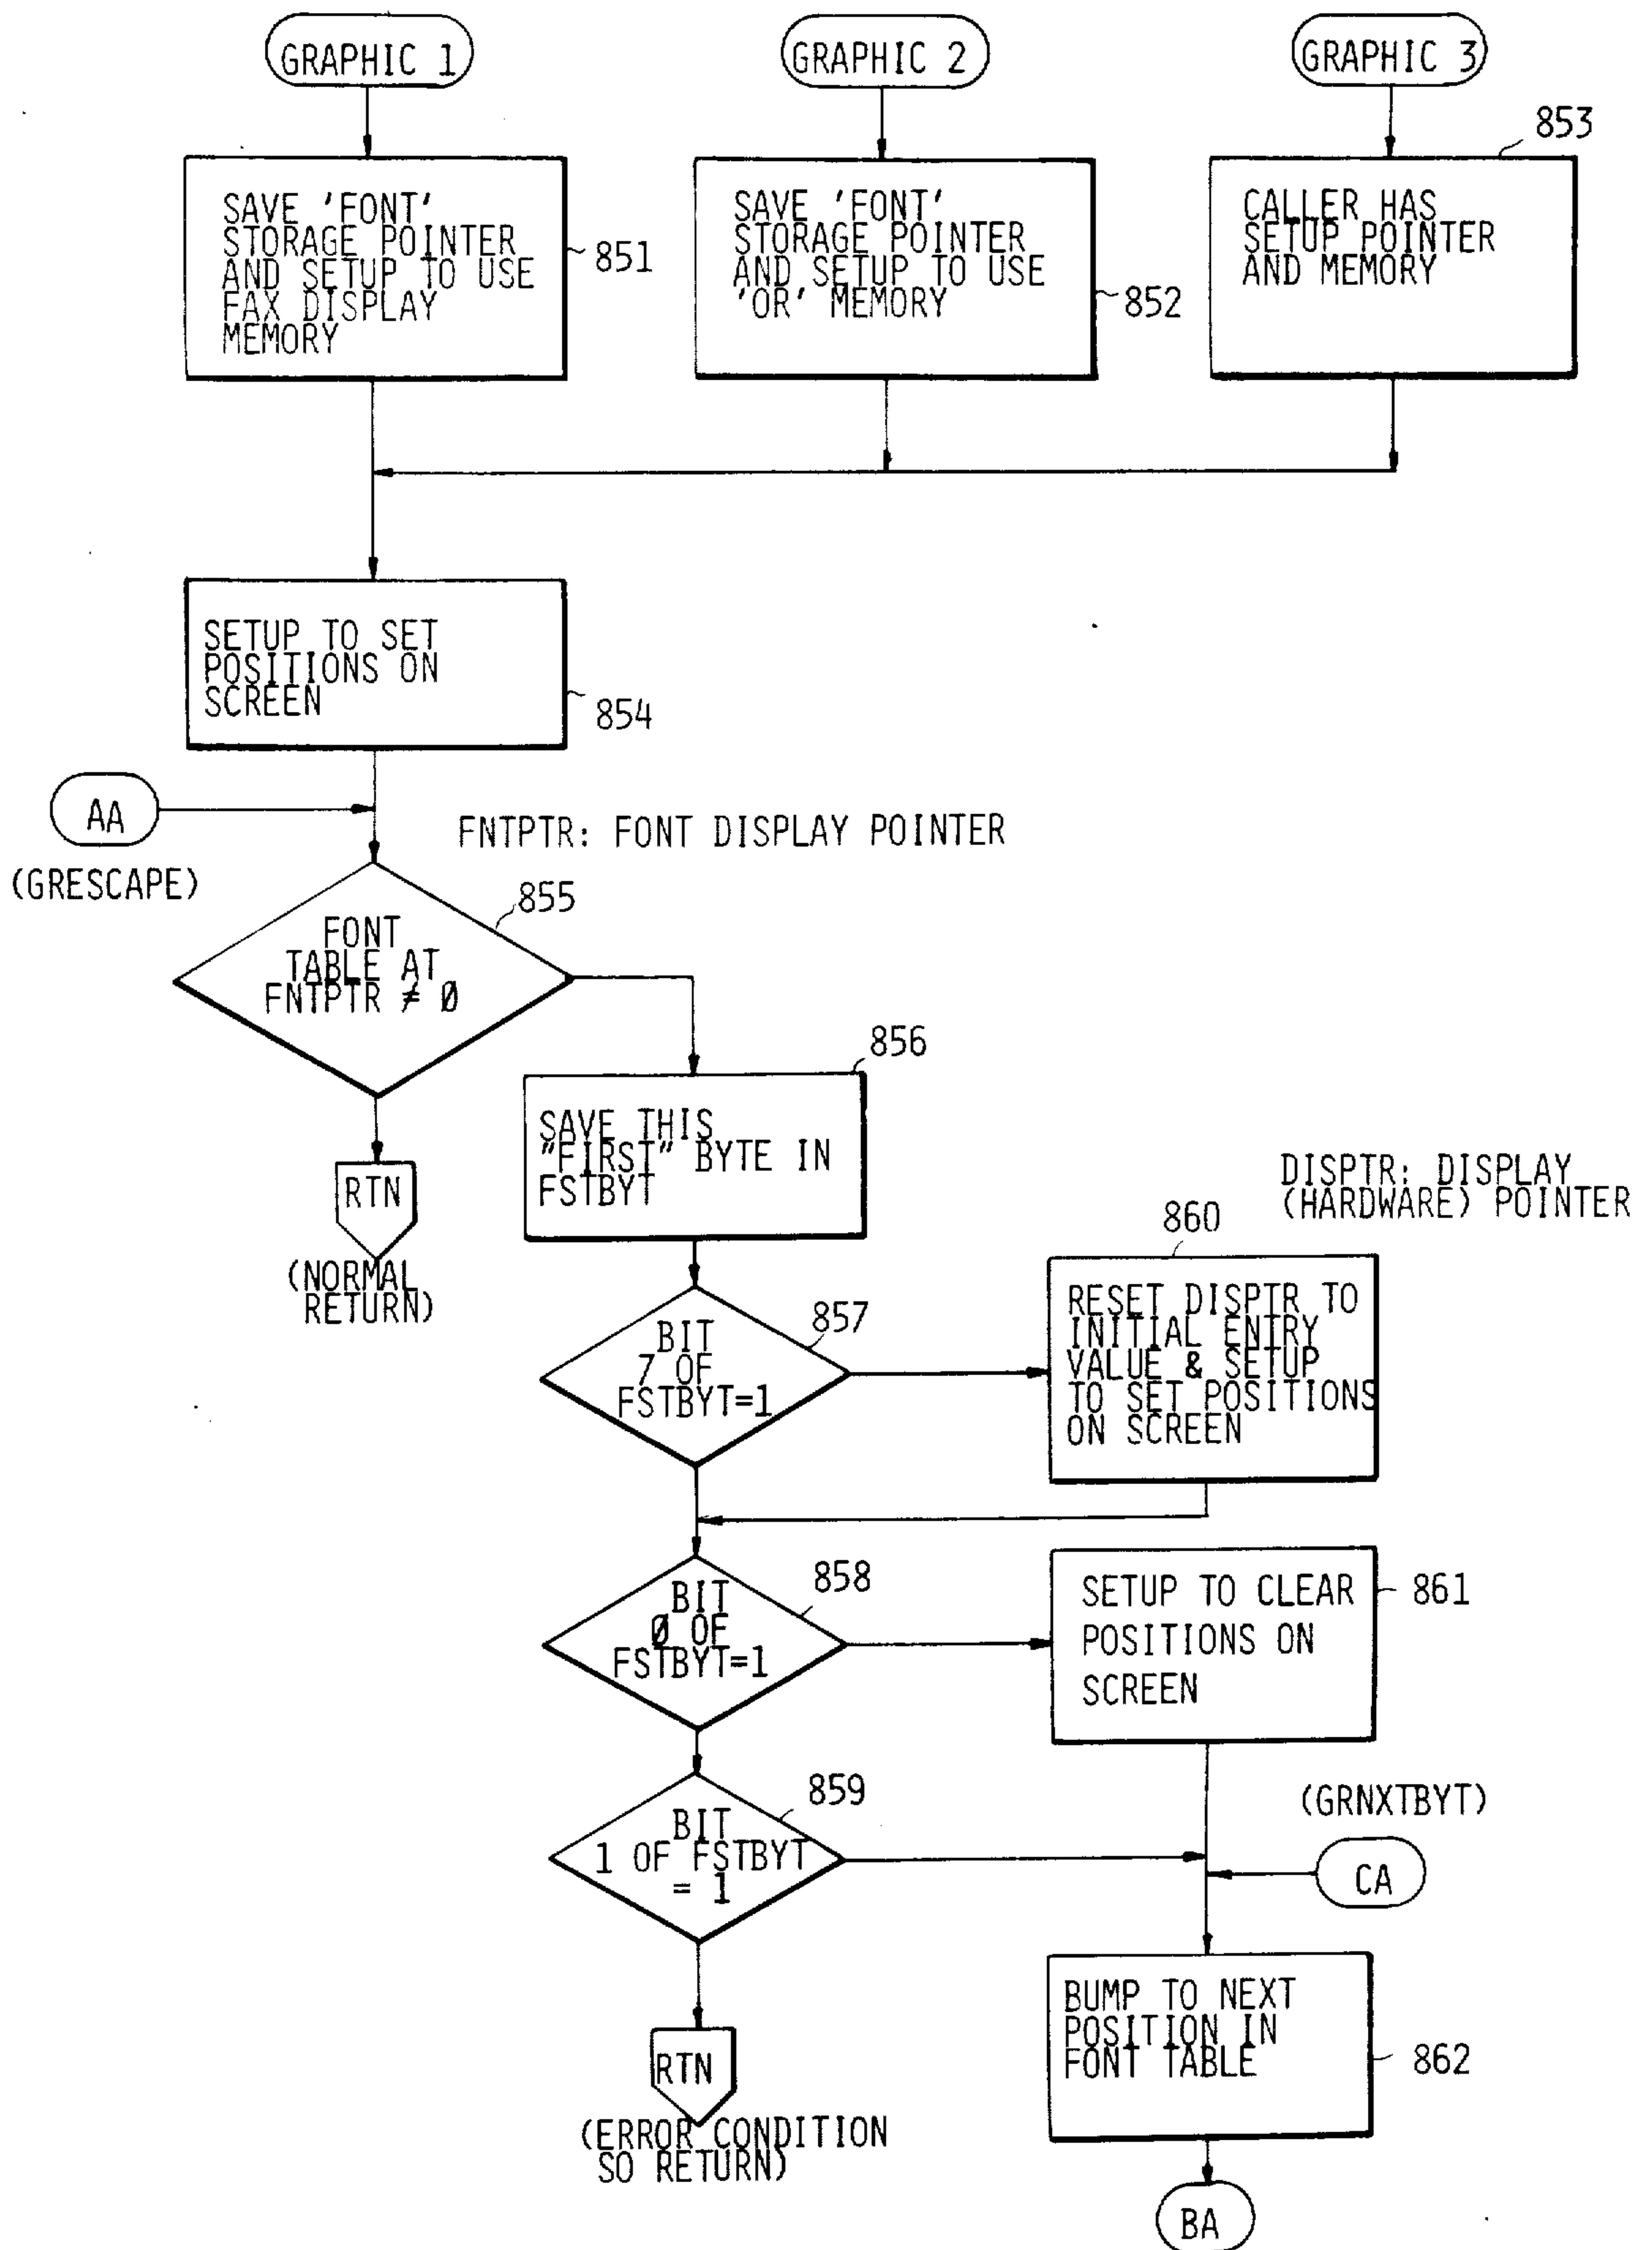 GRAPHIC 1
GRAPHIC 2
GRAPHIC 3
853
SAVE 'FONT'
STORAGE POINTER
AND SETUP TO USE
FAX DISPLAY
MEMORY
851
SAVE 'FONT'
STORAGE POINTER
AND SETUP TO USE
'OR' MEMORY
852
CALLER HAS
SETUP POINTER
AND MEMORY
SETUP TO SET
POSITIONS ON
SCREEN
854
AA
(GRESCAPE)
FNTPTR: FONT DISPLAY POINTER
855
FONT
TABLE AT
FNTPTR ≠ Ø
RTN
(NORMAL
RETURN)
856
SAVE THIS
"FIRST" BYTE IN
FSTBYT
DISPTR: DISPLAY
(HARDWARE) POINTER
860
857
BIT
7 OF
FSTBYT=1
RESET DISPTR TO
INITIAL ENTRY
VALUE & SETUP
TO SET POSITIONS
ON SCREEN
858
BIT
Ø OF
FSTBYT=1
SETUP TO CLEAR
POSITIONS ON
SCREEN
861
859
BIT
1 OF FSTBYT
= 1
(GRNXTBYT)
CA
RTN
(ERROR CONDITION
SO RETURN)
BUMP TO NEXT
POSITION IN
FONT TABLE
862
BA